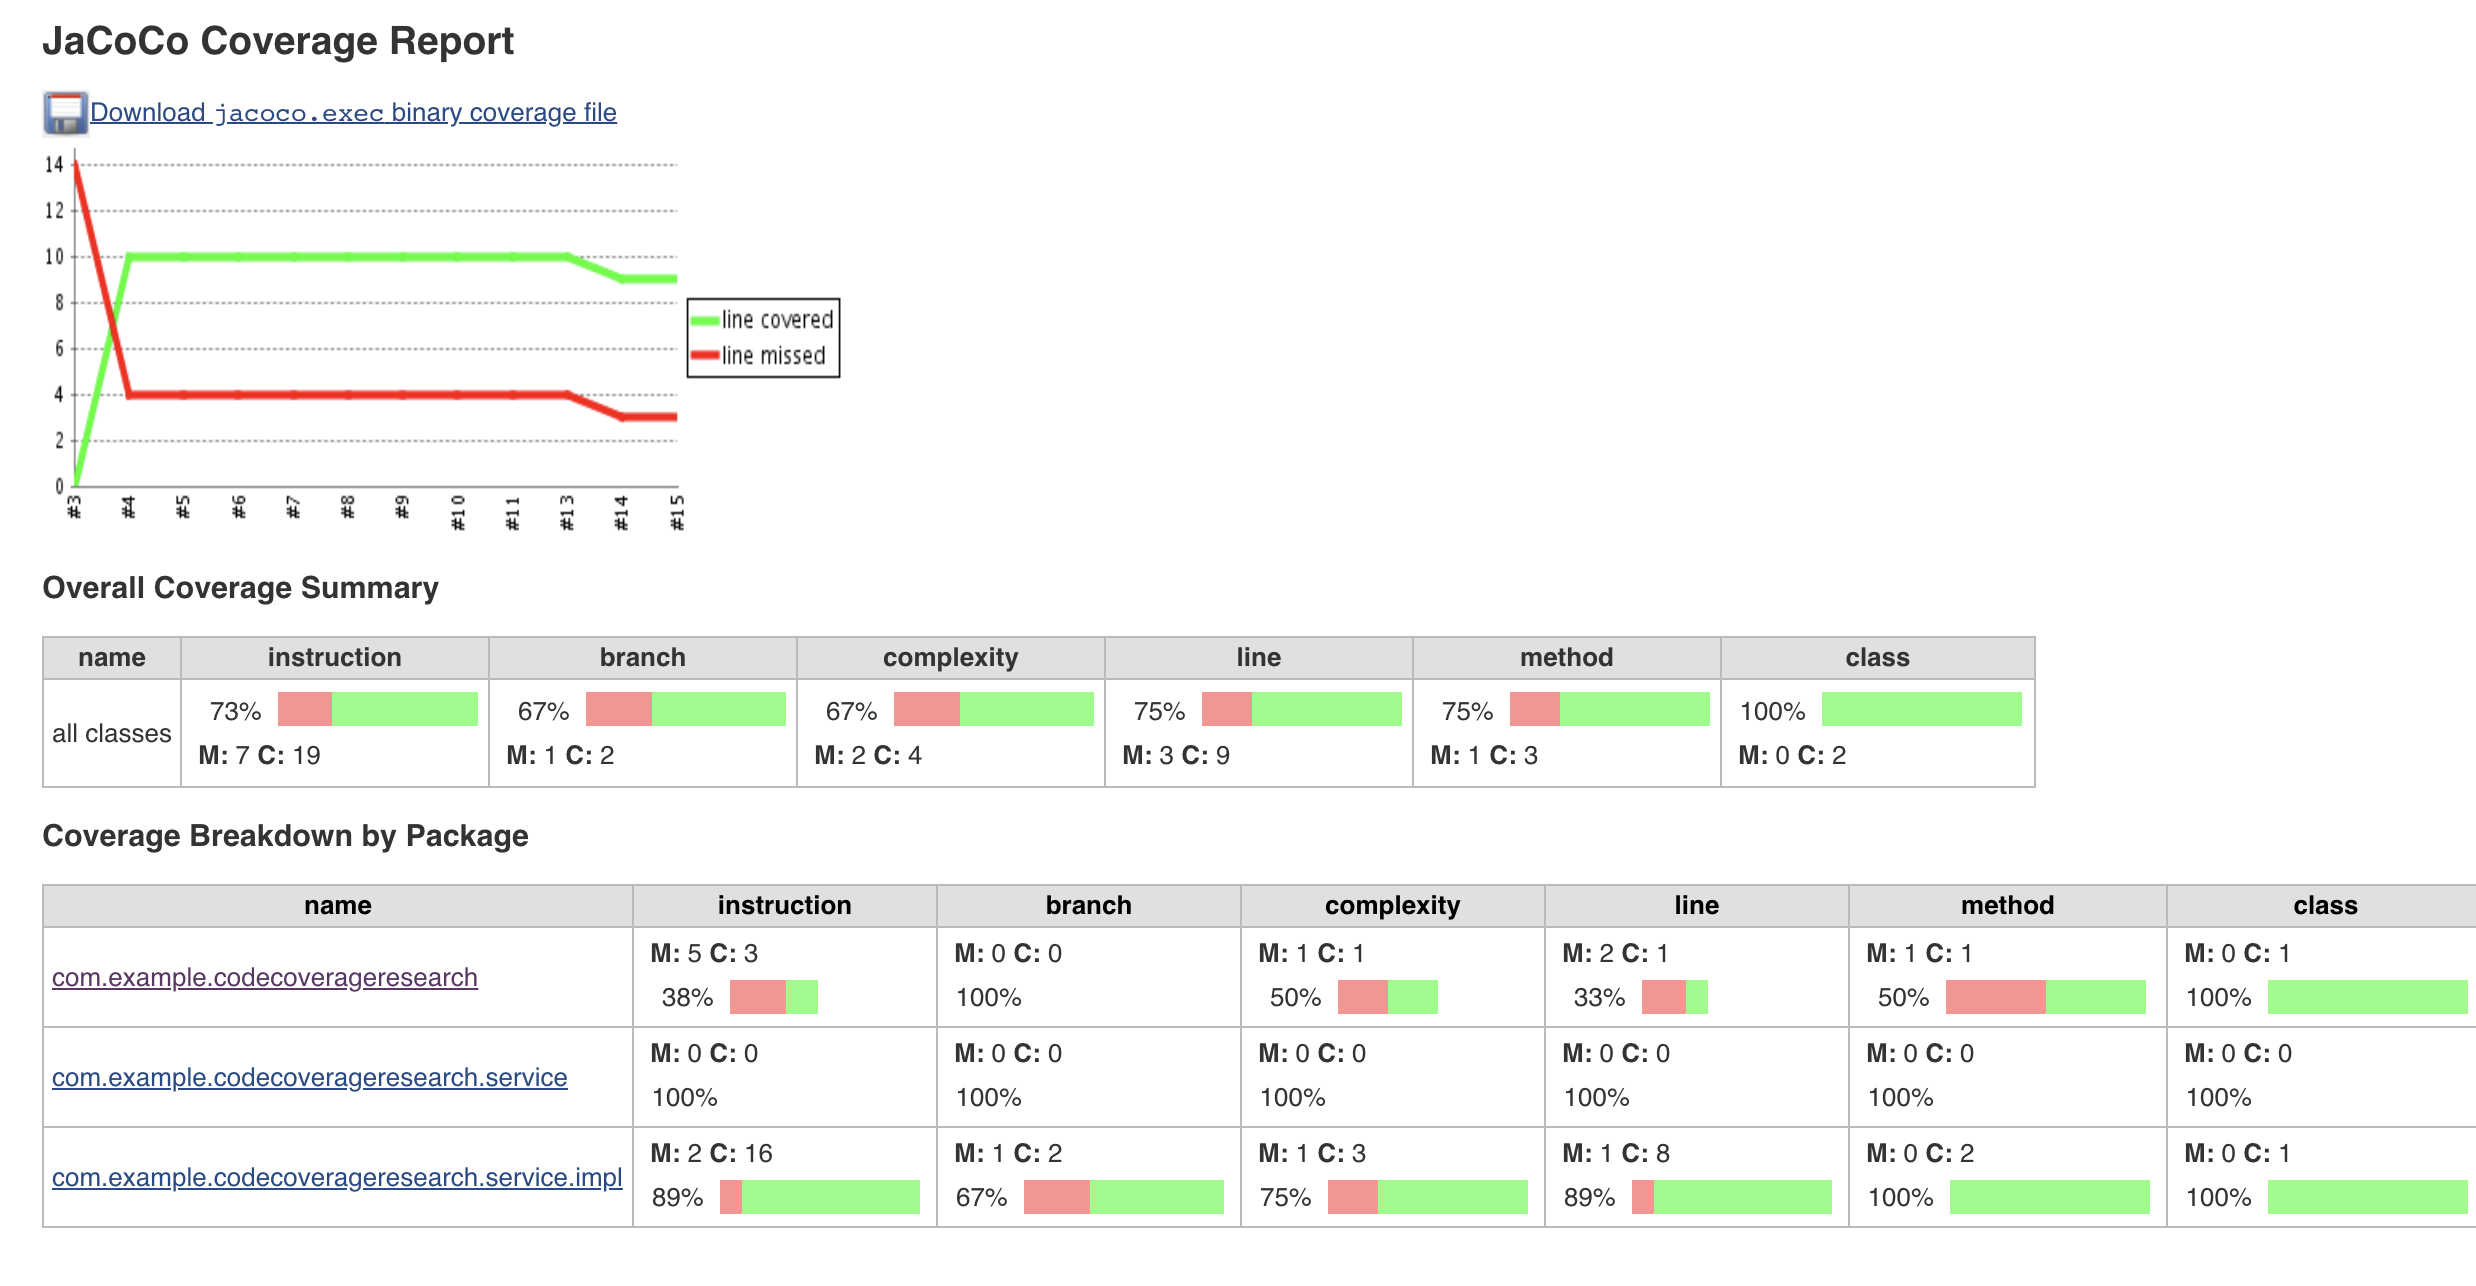 JaCoCo Coverage Report
Download jacoco.exec binary coverage file
14
12
10
8
6
4
2
0
#3 #4 #5 #6 #7 #8 #9 #10 #11 #13 #14 #15
line covered
line missed
Overall Coverage Summary
name instruction branch complexity line method class
all classes
73% 67% 67% 75% 75% 100%
M: 7 C: 19 M: 1 C: 2 M: 2 C: 4 M: 3 C: 9 M: 1 C: 3 M: 0 C: 2
Coverage Breakdown by Package
name instruction branch complexity line method class
com.example.codecoverageresearch
M: 5 C: 3 M: 0 C: 0 M: 1 C: 1 M: 2 C: 1 M: 1 C: 1 M: 0 C: 1
38% 100% 50% 33% 50% 100%
com.example.codecoverageresearch.service
M: 0 C: 0 M: 0 C: 0 M: 0 C: 0 M: 0 C: 0 M: 0 C: 0 M: 0 C: 0
100% 100% 100% 100% 100% 100%
com.example.codecoverageresearch.service.impl
M: 2 C: 16 M: 1 C: 2 M: 1 C: 3 M: 1 C: 8 M: 0 C: 2 M: 0 C: 1
89% 67% 75% 89% 100% 100%